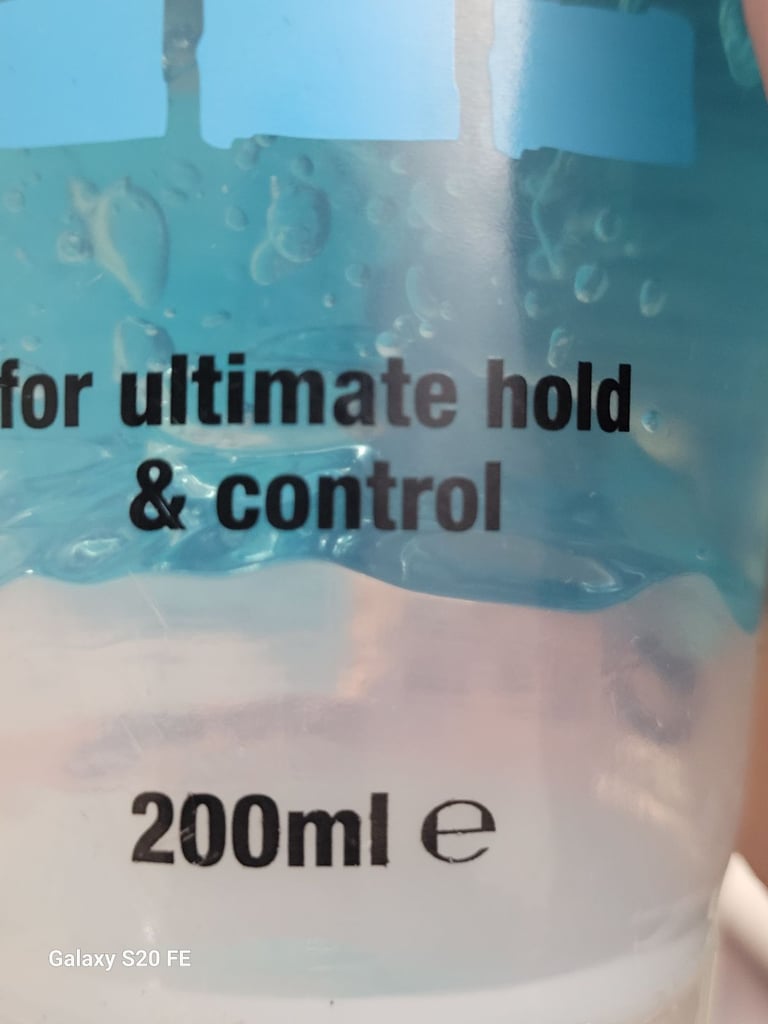 for ultimate hold
& control
200ml ℮
Galaxy S20 FE